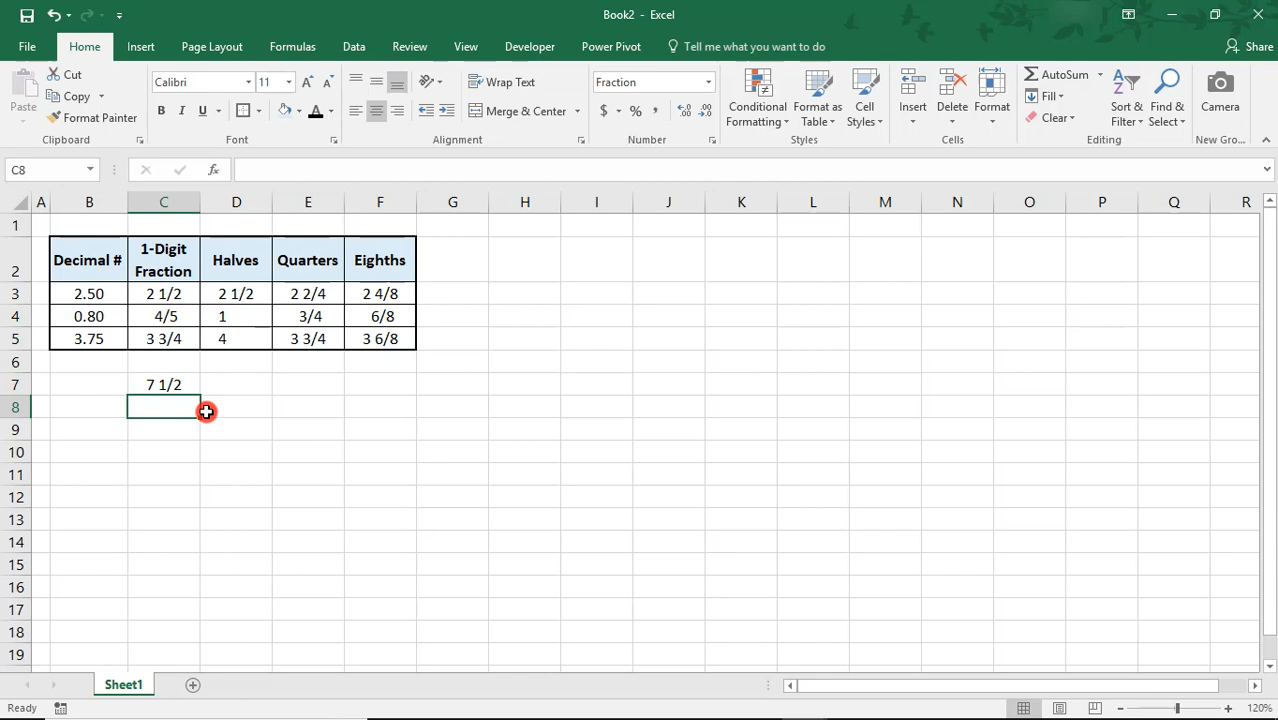 Book2 - Excel
File Home Insert Page Layout Formulas Data Review View Developer Power Pivot Tell me what you want to do Share
Paste Cut Copy Format Painter Clipboard
Calibri 11 A A B I U A Font
Wrap Text Merge & Center Alignment
Fraction $ % , .00 Number
Conditional Formatting Format as Table Cell Styles Styles
Insert Delete Format Cells
AutoSum Fill Clear Sort & Filter Find & Select Editing
Camera New Gro...
C8 fx
A B C D E F G H I J K L M N O P Q R
1
2 Decimal # 1-Digit Fraction Halves Quarters Eighths
3 2.50 2 1/2 2 1/2 2 2/4 2 4/8
4 0.80 4/5 1 3/4 6/8
5 3.75 3 3/4 4 3 3/4 3 6/8
6
7 7 1/2
8
9
10
11
12
13
14
15
16
17
18
19
Sheet1
Ready 120%